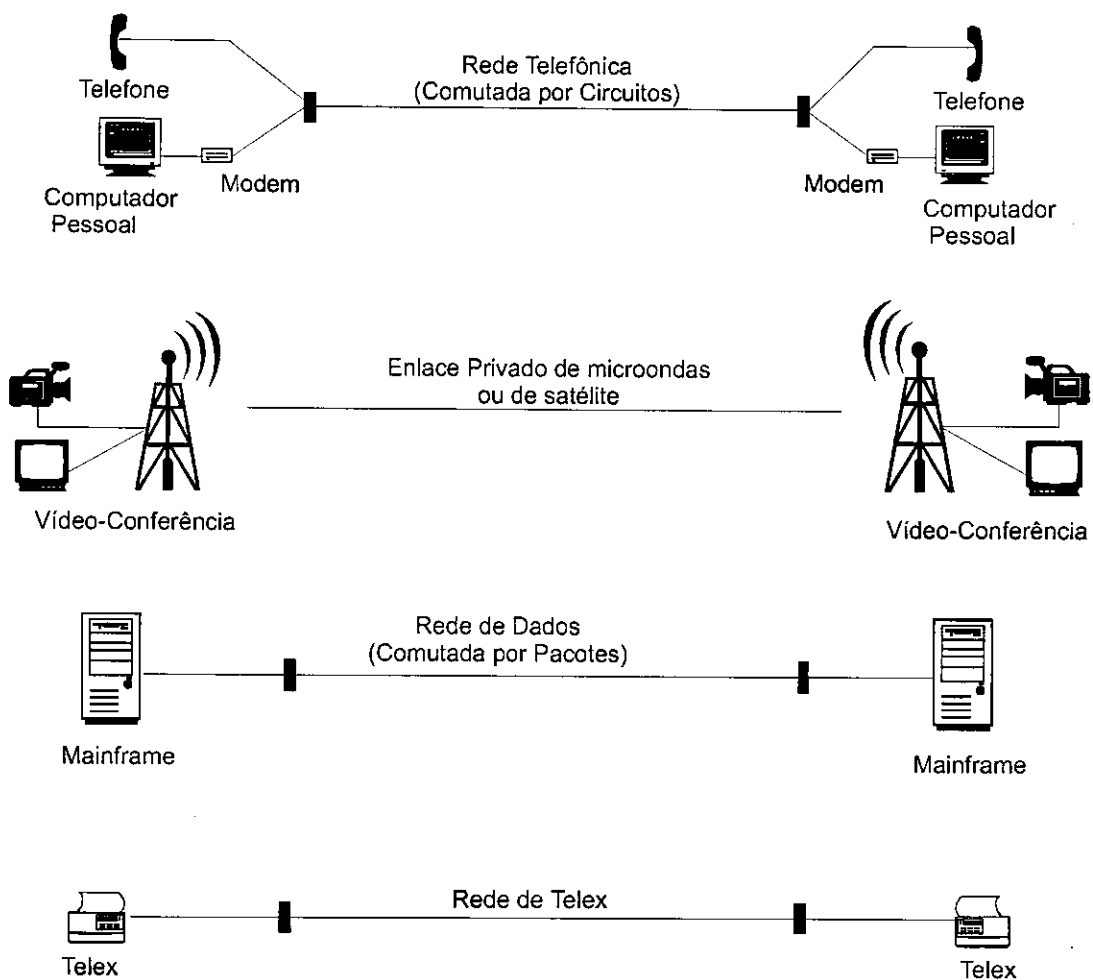 Rede Telefônica
(Comutada por Circuitos)
Telefone
Telefone
Modem
Modem
Computador
Pessoal
Computador
Pessoal
Enlace Privado de microondas
ou de satélite
Vídeo-Conferência
Vídeo-Conferência
Rede de Dados
(Comutada por Pacotes)
Mainframe
Mainframe
Rede de Telex
Telex
Telex